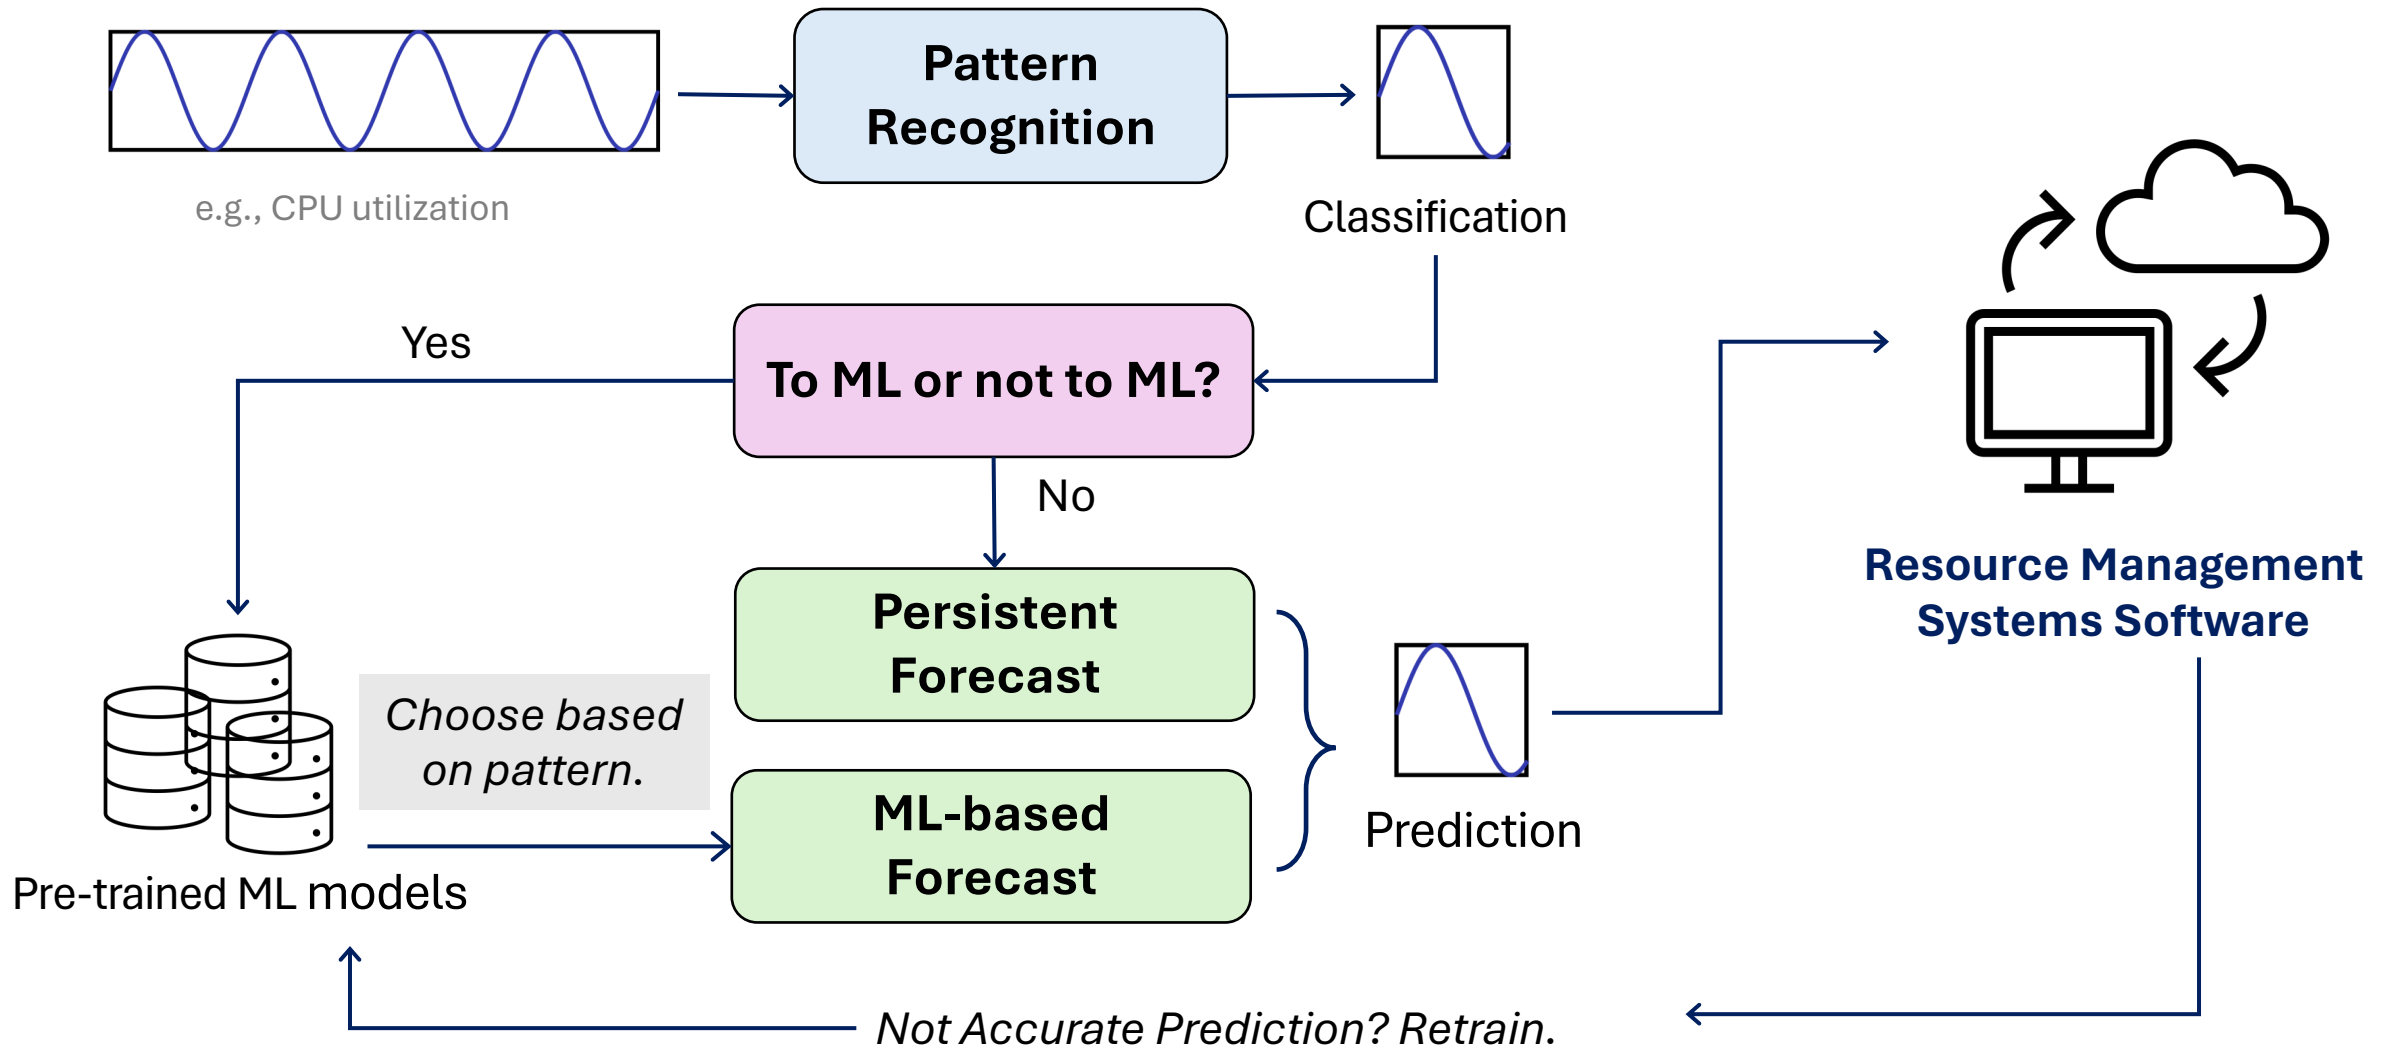 Pattern
Recognition
e.g., CPU utilization
Classification
Yes
To ML or not to ML?
No
Resource Management
Systems Software
Persistent
Forecast
Choose based
on pattern.
ML-based
Forecast
Prediction
Pre-trained ML models
Not Accurate Prediction? Retrain.